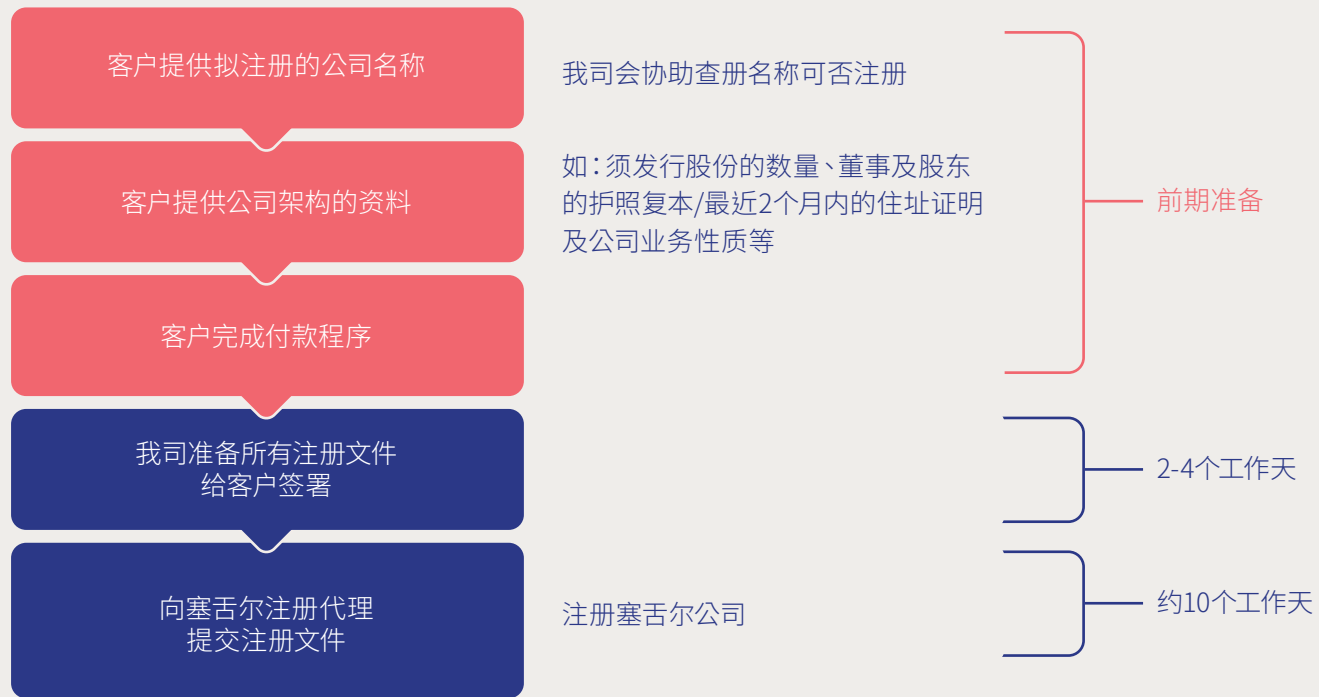 客户提供拟注册的公司名称
我司会协助查册名称可否注册
客户提供公司架构的资料
如：须发行股份的数量、董事及股东
的护照复本/最近2个月内的住址证明
及公司业务性质等
前期准备
客户完成付款程序
我司准备所有注册文件
给客户签署
2-4个工作天
向塞舌尔注册代理
提交注册文件
注册塞舌尔公司
约10个工作天